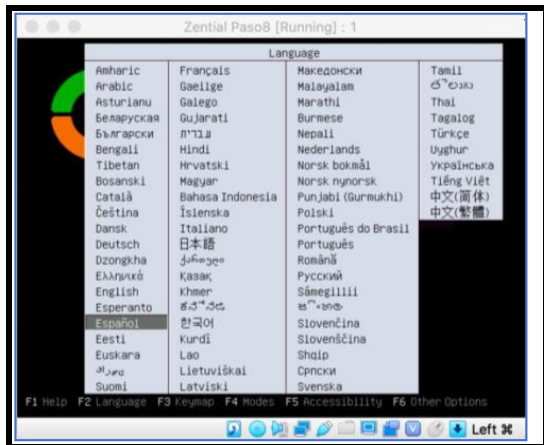 Zential Paso8 [Running] : 1
Language
Amharic
Arabic
Asturianu
Беларуская
Български
Bengali
Tibetan
Bosanski
Català
Čeština
Dansk
Deutsch
Dzongkha
Ελληνικά
English
Esperanto
Español
Eesti
Euskara
Suomi
Français
Gaeilge
Galego
Gujarati
עברית
Hindi
Hrvatski
Magyar
Bahasa Indonesia
Íslenska
Italiano
日本語
ქართული
Қазақ
Khmer
한국어
Kurdî
Lao
Lietuviškai
Latviski
Македонски
Malayalam
Marathi
Burmese
Nepali
Nederlands
Norsk bokmål
Norsk nynorsk
Punjabi (Gurmukhi)
Polski
Português do Brasil
Português
Română
Русский
Sámegillii
Slovenčina
Slovenščina
Shqip
Српски
Svenska
Tamil
Thai
Tagalog
Türkçe
Uyghur
Українська
Tiếng Việt
中文(简体)
中文(繁體)
F1 Help F2 Language F3 Keymap F4 Modes F5 Accessibility F6 Other Options
Left ⌘